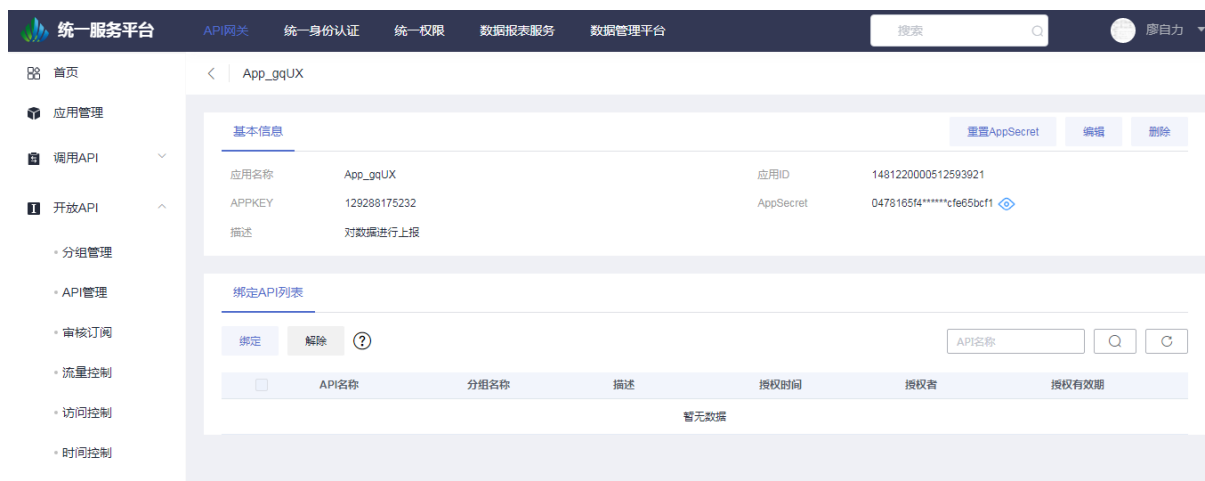 统一服务平台 API网关 统一身份认证 统一权限 数据报表服务 数据管理平台 搜索 廖自力
首页
App_gqUX
应用管理
基本信息 重置AppSecret 编辑 删除
调用API
应用名称 App_gqUX 应用ID 1481220000512593921
开放API
APPKEY 129288175232 AppSecret 0478165f4******cfe65bcf1
描述 对数据进行上报
分组管理
API管理
绑定API列表
审核订阅
绑定 解除 ? API名称
流量控制
API名称 分组名称 描述 授权时间 授权者 授权有效期
访问控制
暂无数据
时间控制